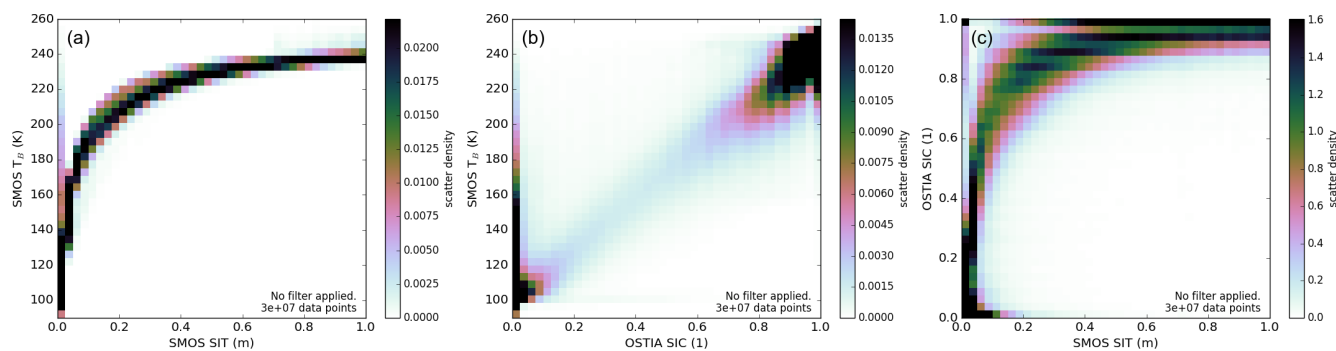 (a)
260
240
220
200
180
160
140
120
100
SMOS T_B (K)
0.0 0.2 0.4 0.6 0.8 1.0
SMOS SIT (m)
No filter applied.
3e+07 data points
0.0200
0.0175
0.0150
0.0125
0.0100
0.0075
0.0050
0.0025
0.0000
scatter density
(b)
260
240
220
200
180
160
140
120
100
SMOS T_B (K)
0.0 0.2 0.4 0.6 0.8 1.0
OSTIA SIC (1)
No filter applied.
3e+07 data points
0.0135
0.0120
0.0105
0.0090
0.0075
0.0060
0.0045
0.0030
0.0015
0.0000
scatter density
(c)
1.0
0.8
0.6
0.4
0.2
0.0
OSTIA SIC (1)
0.0 0.2 0.4 0.6 0.8 1.0
SMOS SIT (m)
No filter applied.
3e+07 data points
1.6
1.4
1.2
1.0
0.8
0.6
0.4
0.2
0.0
scatter density